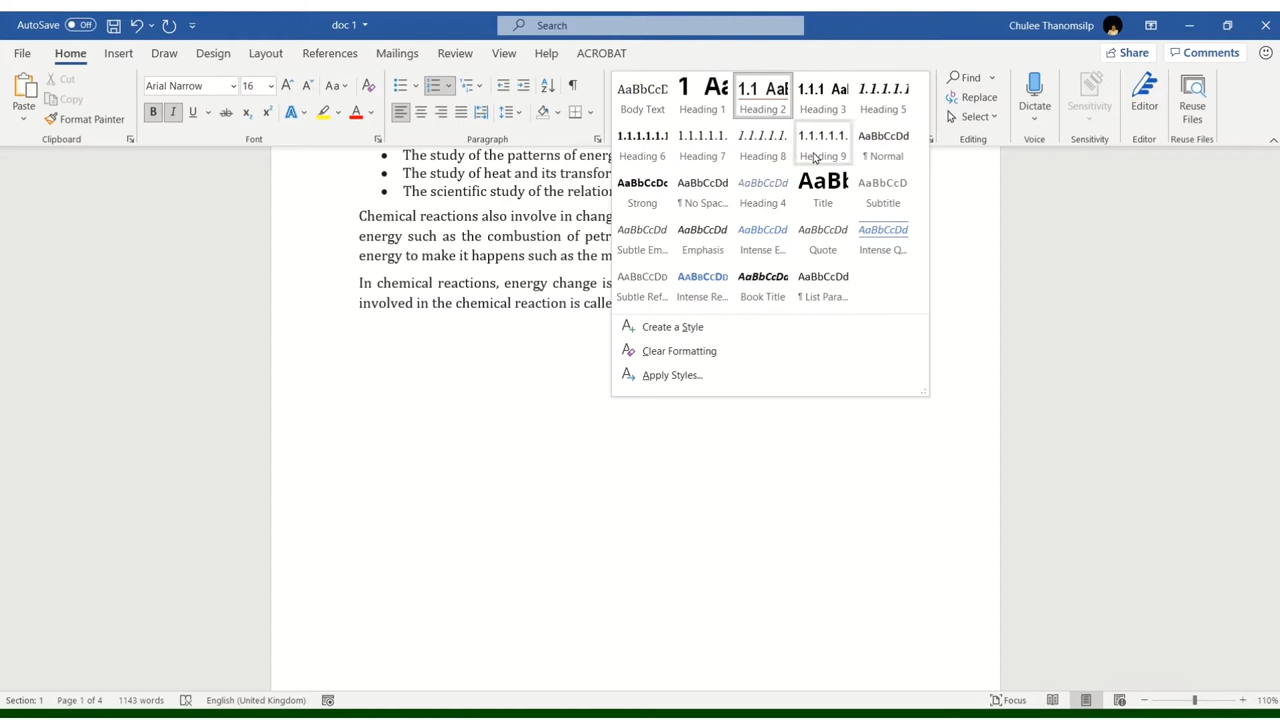 AutoSave Off doc 1 Search Chulee Thanomsilp
File Home Insert Draw Design Layout References Mailings Review View Help ACROBAT Share Comments
Paste Cut Copy Format Painter
Clipboard
Arial Narrow 16
Font
Paragraph
AaBbCcD Body Text
1 Aa Heading 1
1.1 AaB Heading 2
1.1.1 Aa Heading 3
1.1.1.1.1 Heading 5
1.1.1.1.1.1 Heading 6
1.1.1.1.1. Heading 7
1.1.1.1.1. Heading 8
1.1.1.1.1. Heading 9
AaBbCcDd ¶ Normal
AaBbCcDc Strong
AaBbCcDd ¶ No Spac...
AaBbCcDd Heading 4
AaBb Title
AaBbCcD Subtitle
AaBbCcDd Subtle Em...
AaBbCcDd Emphasis
AaBbCcDd Intense E...
AaBbCcDd Quote
AaBbCcDd Intense Q...
AaBbCcDd Subtle Ref...
AaBbCcDd Intense Re...
AaBbCcDd Book Title
AaBbCcDd ¶ List Para...
Create a Style
Clear Formatting
Apply Styles...
Find
Replace
Select
Editing
Dictate
Voice
Sensitivity
Sensitivity
Editor
Editor
Reuse Files
Reuse Files
The study of the patterns of ener
The study of heat and its transfor
The scientific study of the relation
Chemical reactions also involve in chang
energy such as the combustion of petr
energy to make it happens such as the m
In chemical reactions, energy change is
involved in the chemical reaction is calle
Section: 1 Page 1 of 4 1143 words English (United Kingdom) Focus 110%